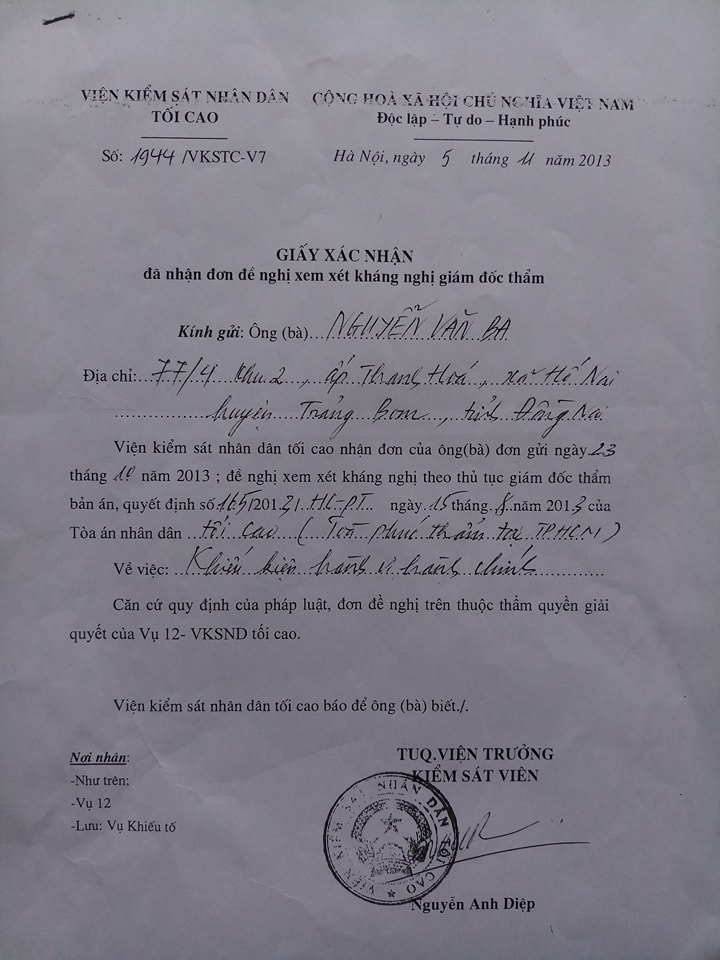 VIỆN KIỂM SÁT NHÂN DÂN
TỐI CAO
CỘNG HOÀ XÃ HỘI CHỦ NGHĨA VIỆT NAM
Độc lập – Tự do – Hạnh phúc
Số: 1944/VKSTC-V7
Hà Nội, ngày 5 tháng 11 năm 2013
GIẤY XÁC NHẬN
đã nhận đơn đề nghị xem xét kháng nghị giám đốc thẩm
Kính gửi: Ông (bà)...NGUYỄN VĂN BA
Địa chỉ:...77/4 khu 2, ấp Thanh Hoá, xã Hố Nai
huyện Trảng Bom, tỉnh Đồng Nai
Viện kiểm sát nhân dân tối cao nhận đơn của ông(bà) đơn gửi ngày 23
tháng 10 năm 2013 ; đề nghị xem xét kháng nghị theo thủ tục giám đốc thẩm
bản án, quyết định số 165/2013/HC-PT ngày 15 tháng 8 năm 2013 của
Tòa án nhân dân tối cao (Toà phúc thẩm tại TPHCM)
Về việc: Khiếu kiện hành vi hành chính
Căn cứ quy định của pháp luật, đơn đề nghị trên thuộc thẩm quyền giải
quyết của Vụ 12- VKSND tối cao.
Viện kiểm sát nhân dân tối cao báo để ông (bà) biết./.
Nơi nhận:
-Như trên;
-Vụ 12
-Lưu: Vụ Khiếu tố
TUQ.VIỆN TRƯỞNG
KIỂM SÁT VIÊN
VIỆN KIỂM SÁT NHÂN DÂN TỐI CAO
Nguyễn Anh Diệp